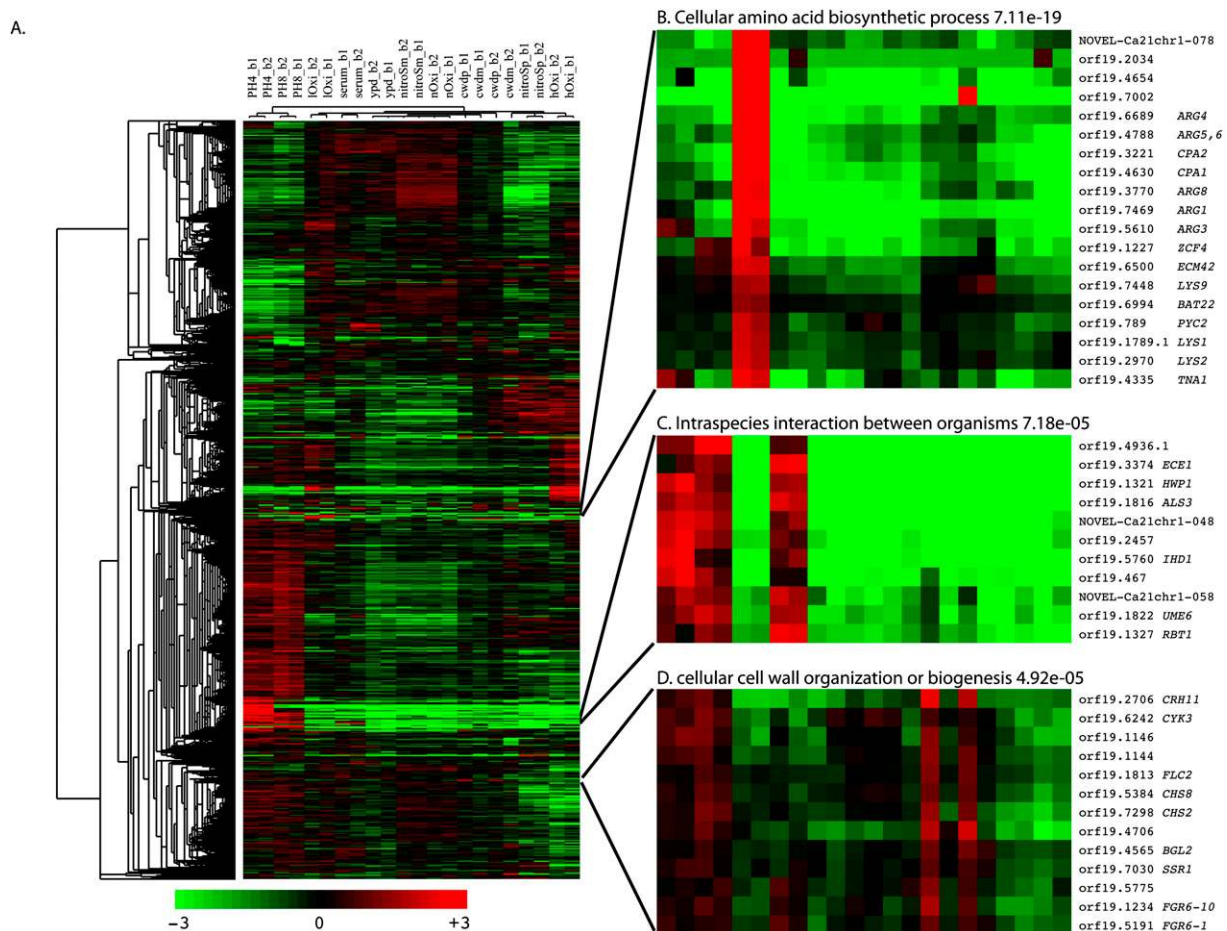 A.
PH4_b1
PH4_b2
PH8_b2
PH8_b1
lOxi_b2
lOxi_b1
serum_b1
serum_b2
ypd_b2
ypd_b1
nitroSm_b2
nitroSm_b1
nOxi_b2
nOxi_b1
cwdp_b1
cwdm_b1
cwdp_b2
cwdm_b2
nitroSp_b1
nitroSp_b2
hOxi_b2
hOxi_b1
−3
0
+3
B. Cellular amino acid biosynthetic process 7.11e-19
NOVEL-Ca21chr1-078
orf19.2034
orf19.4654
orf19.7002
orf19.6689 ARG4
orf19.4788 ARG5,6
orf19.3221 CPA2
orf19.4630 CPA1
orf19.3770 ARG8
orf19.7469 ARG1
orf19.5610 ARG3
orf19.1227 ZCF4
orf19.6500 ECM42
orf19.7448 LYS9
orf19.6994 BAT22
orf19.789 PYC2
orf19.1789.1 LYS1
orf19.2970 LYS2
orf19.4335 TNA1
C. Intraspecies interaction between organisms 7.18e-05
orf19.4936.1
orf19.3374 ECE1
orf19.1321 HWP1
orf19.1816 ALS3
NOVEL-Ca21chr1-048
orf19.2457
orf19.5760 IHD1
orf19.467
NOVEL-Ca21chr1-058
orf19.1822 UME6
orf19.1327 RBT1
D. cellular cell wall organization or biogenesis 4.92e-05
orf19.2706 CRH11
orf19.6242 CYK3
orf19.1146
orf19.1144
orf19.1813 FLC2
orf19.5384 CHS8
orf19.7298 CHS2
orf19.4706
orf19.4565 BGL2
orf19.7030 SSR1
orf19.5775
orf19.1234 FGR6-10
orf19.5191 FGR6-1